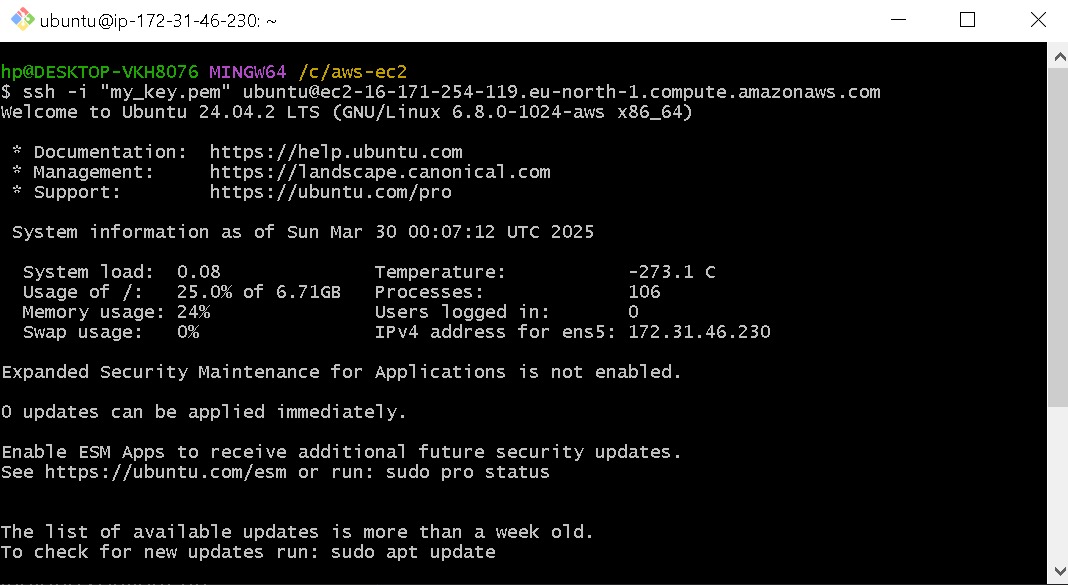 ubuntu@ip-172-31-46-230: ~
hp@DESKTOP-VKH8076 MINGW64 /c/aws-ec2
$ ssh -i "my_key.pem" ubuntu@ec2-16-171-254-119.eu-north-1.compute.amazonaws.com
Welcome to Ubuntu 24.04.2 LTS (GNU/Linux 6.8.0-1024-aws x86_64)
* Documentation: https://help.ubuntu.com
* Management: https://landscape.canonical.com
* Support: https://ubuntu.com/pro
System information as of Sun Mar 30 00:07:12 UTC 2025
System load: 0.08 Temperature: -273.1 C
Usage of /: 25.0% of 6.71GB Processes: 106
Memory usage: 24% Users logged in: 0
Swap usage: 0% IPv4 address for ens5: 172.31.46.230
Expanded Security Maintenance for Applications is not enabled.
0 updates can be applied immediately.
Enable ESM Apps to receive additional future security updates.
See https://ubuntu.com/esm or run: sudo pro status
The list of available updates is more than a week old.
To check for new updates run: sudo apt update